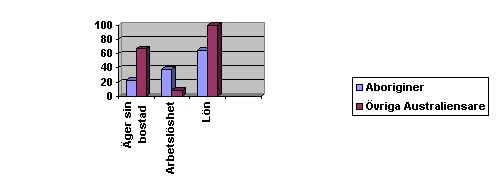 100
80
60
40
20
0
Äger sin
bostad
Arbetslöshet
Lön
Aboriginer
Övriga Australiensare